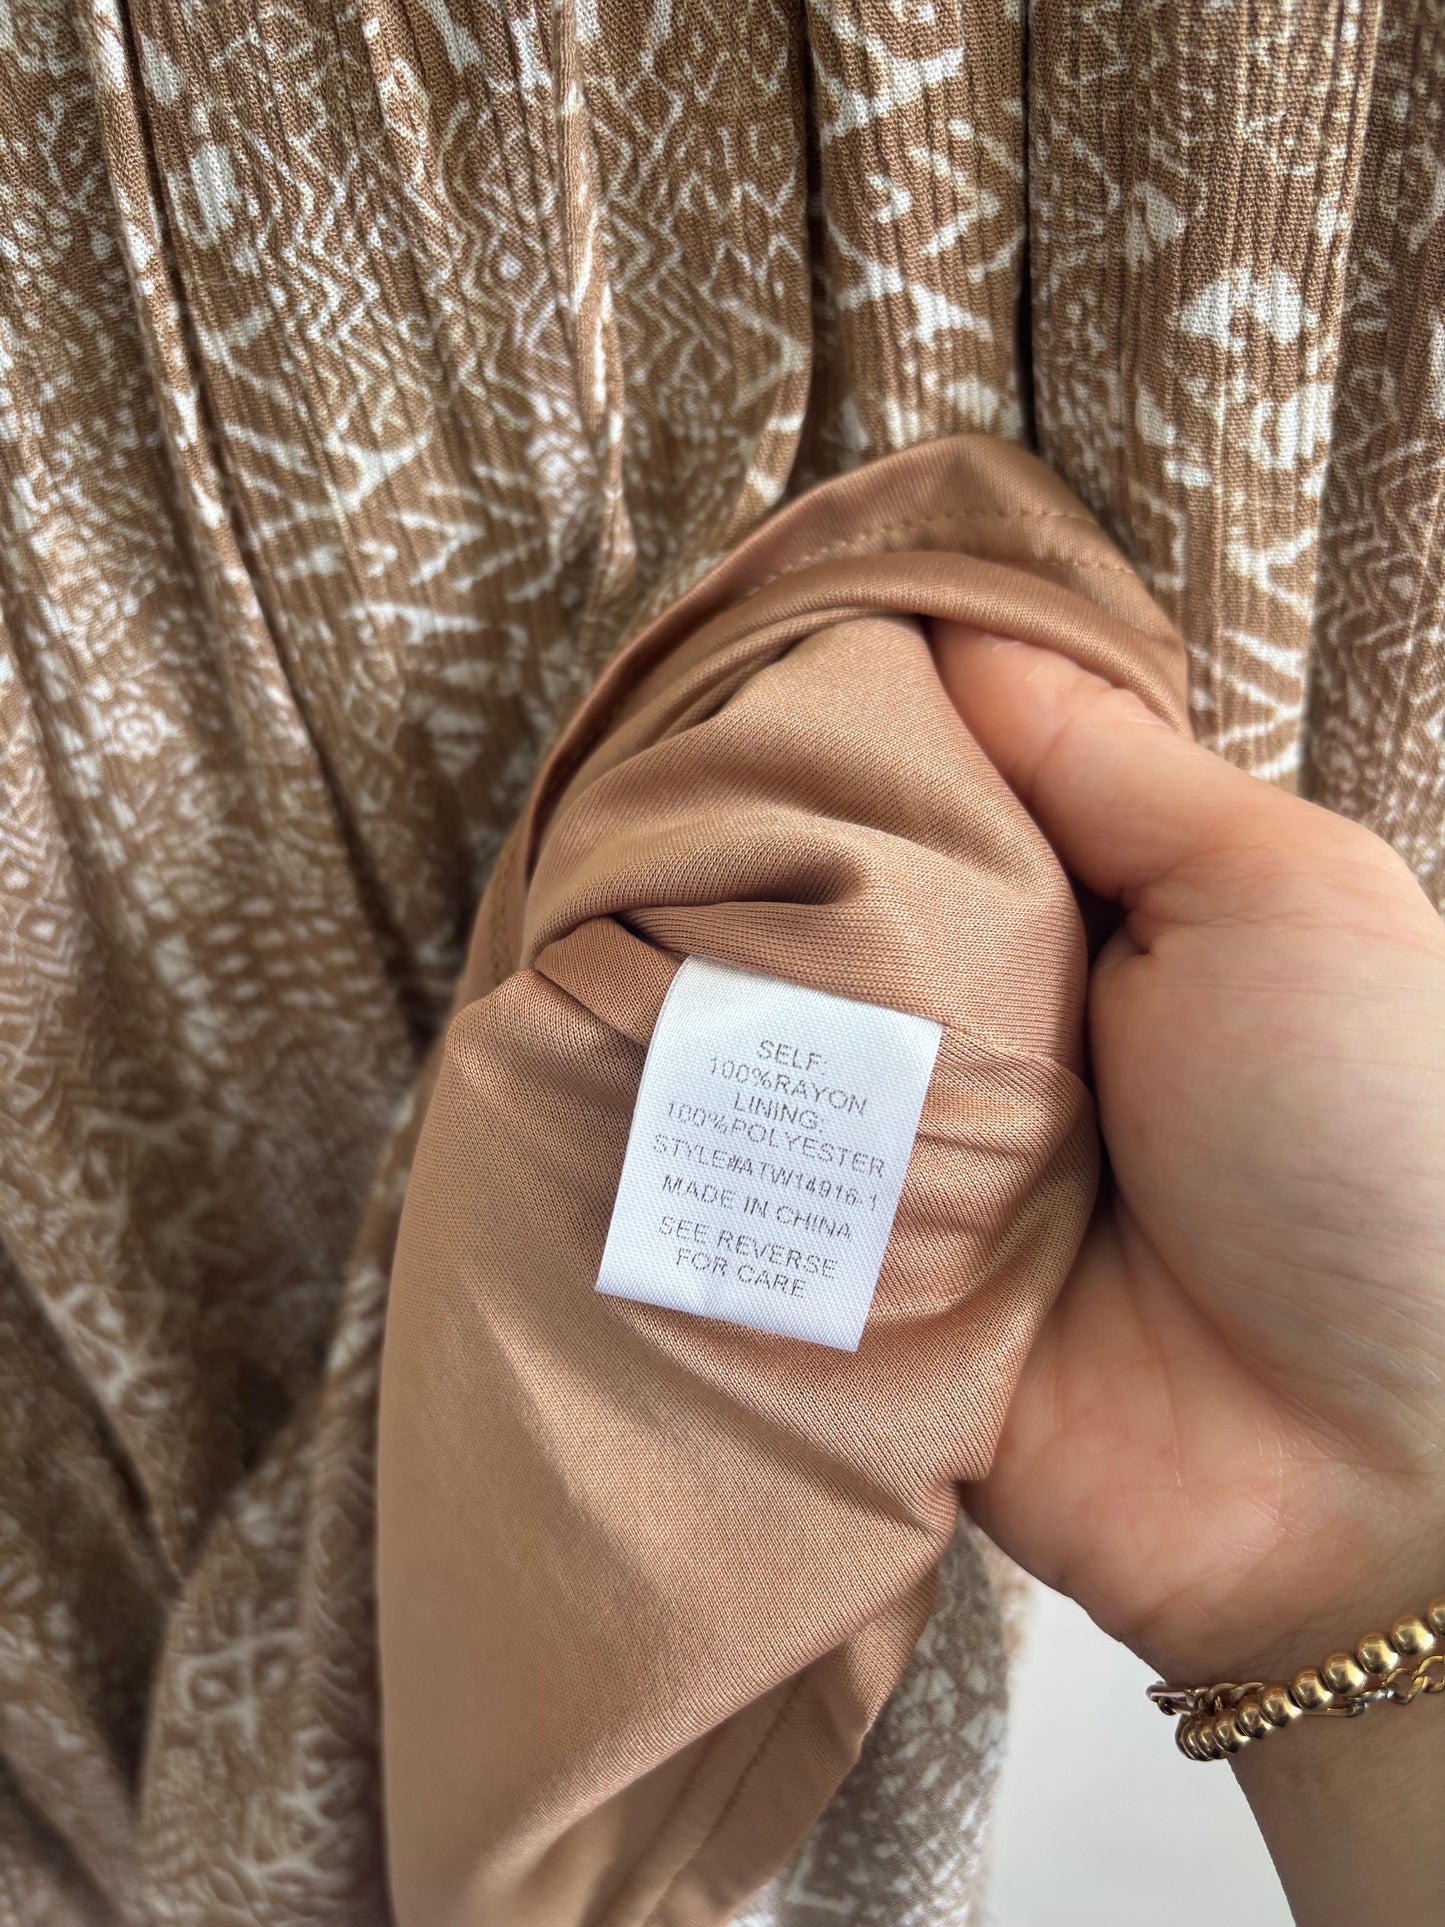 SELF:
100%RAYON
LINING:
100%POLYESTER
STYLE#ATW14916-1
MADE IN CHINA
SEE REVERSE
FOR CARE